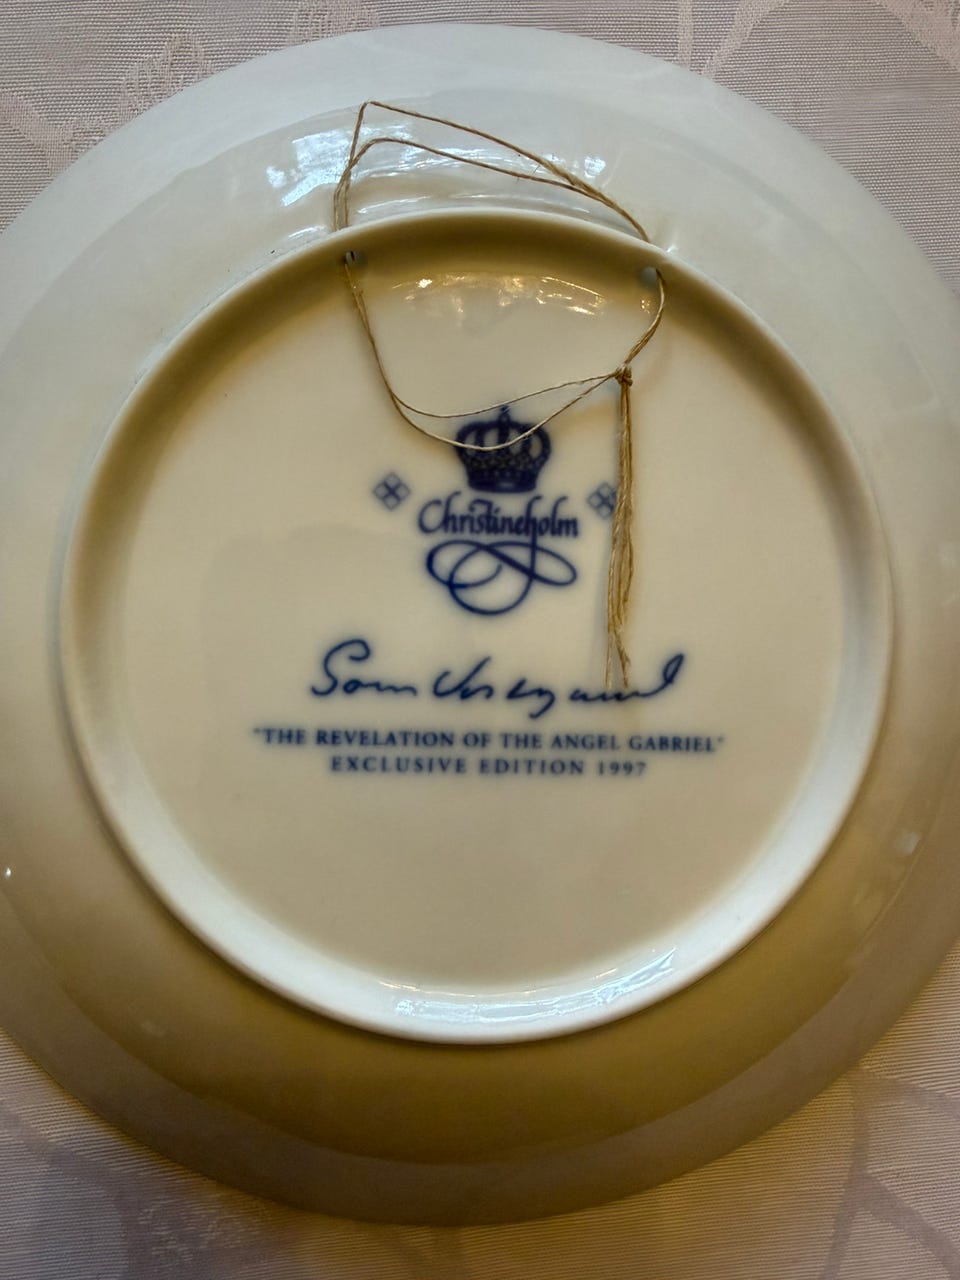 Christineholm
"THE REVELATION OF THE ANGEL GABRIEL"
EXCLUSIVE EDITION 1997